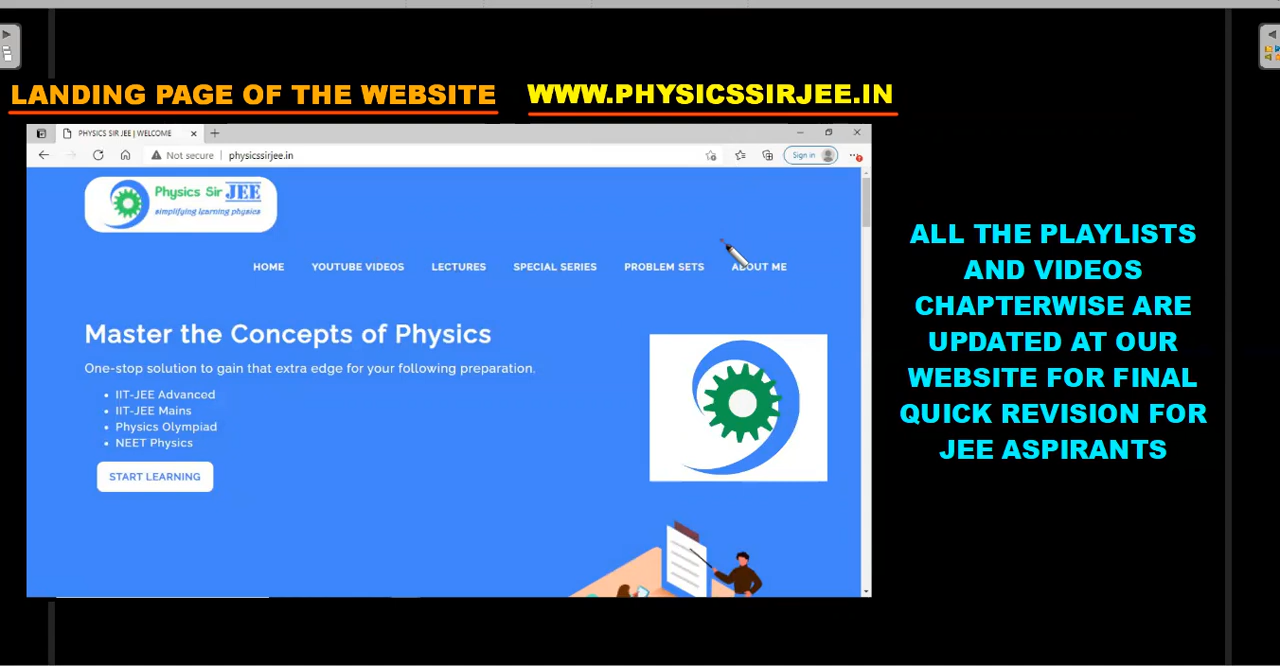 LANDING PAGE OF THE WEBSITE WWW.PHYSICSSIRJEE.IN
PHYSICS SIR JEE | WELCOME
Not secure | physicssirjee.in
Sign in
Physics Sir JEE
simplifying learning physics
HOME YOUTUBE VIDEOS LECTURES SPECIAL SERIES PROBLEM SETS ABOUT ME
Master the Concepts of Physics
One-stop solution to gain that extra edge for your following preparation.
• IIT-JEE Advanced
• IIT-JEE Mains
• Physics Olympiad
• NEET Physics
START LEARNING
ALL THE PLAYLISTS
AND VIDEOS
CHAPTERWISE ARE
UPDATED AT OUR
WEBSITE FOR FINAL
QUICK REVISION FOR
JEE ASPIRANTS